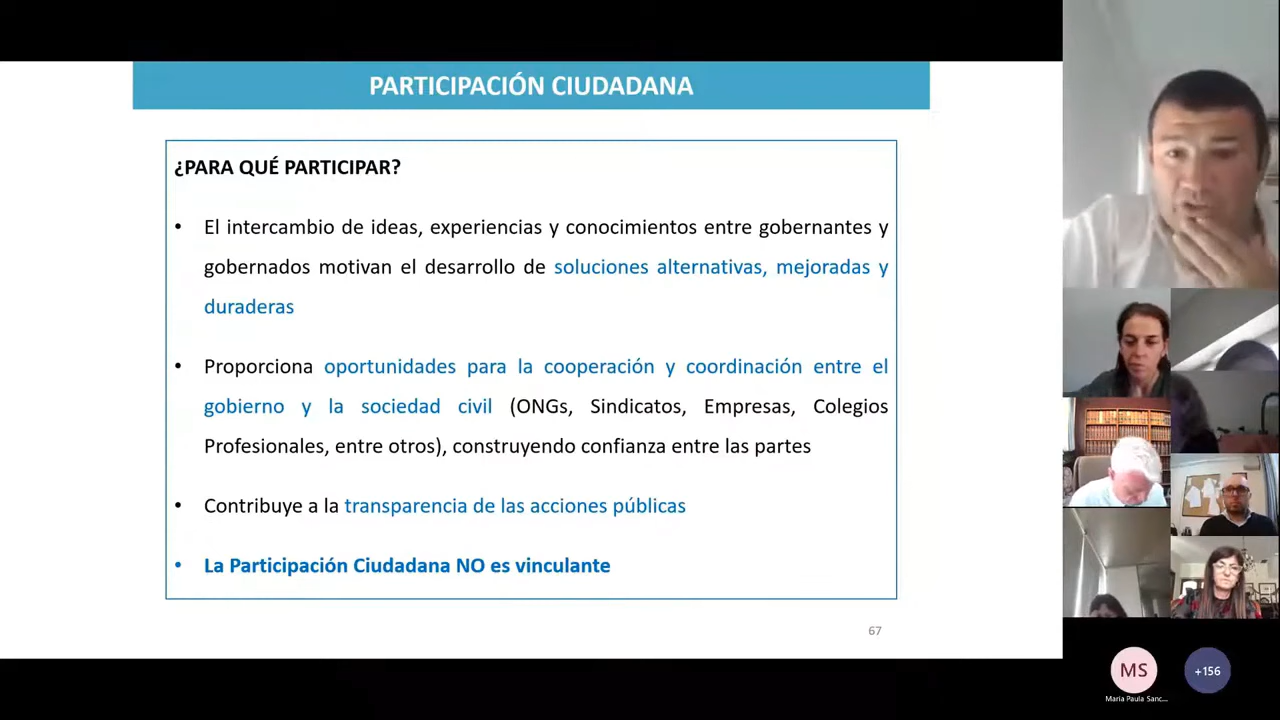 PARTICIPACIÓN CIUDADANA
¿PARA QUÉ PARTICIPAR?
• El intercambio de ideas, experiencias y conocimientos entre gobernantes y
gobernados motivan el desarrollo de soluciones alternativas, mejoradas y
duraderas
• Proporciona oportunidades para la cooperación y coordinación entre el
gobierno y la sociedad civil (ONGs, Sindicatos, Empresas, Colegios
Profesionales, entre otros), construyendo confianza entre las partes
• Contribuye a la transparencia de las acciones públicas
• La Participación Ciudadana NO es vinculante
67
MS
+156
Maria Paula Sanc...